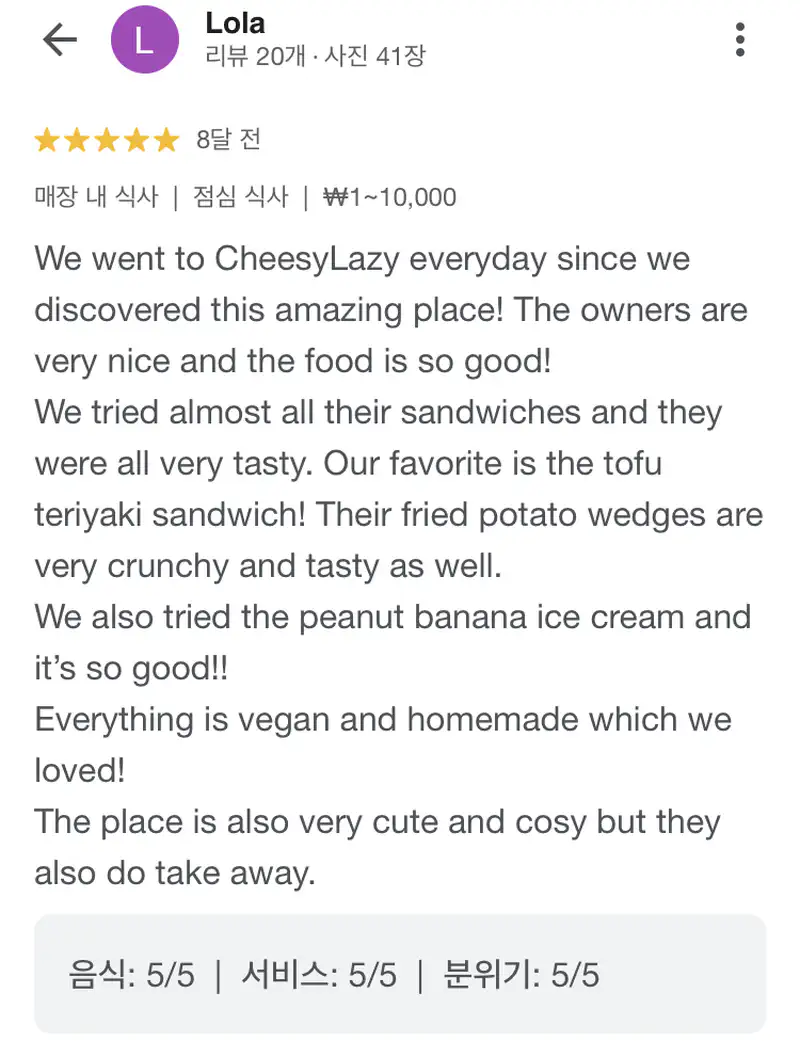 L
Lola
리뷰 20개 · 사진 41장
8달 전
매장 내 식사 | 점심 식사 | ₩1~10,000
We went to CheesyLazy everyday since we
discovered this amazing place! The owners are
very nice and the food is so good!
We tried almost all their sandwiches and they
were all very tasty. Our favorite is the tofu
teriyaki sandwich! Their fried potato wedges are
very crunchy and tasty as well.
We also tried the peanut banana ice cream and
it’s so good!!
Everything is vegan and homemade which we
loved!
The place is also very cute and cosy but they
also do take away.
음식: 5/5 | 서비스: 5/5 | 분위기: 5/5